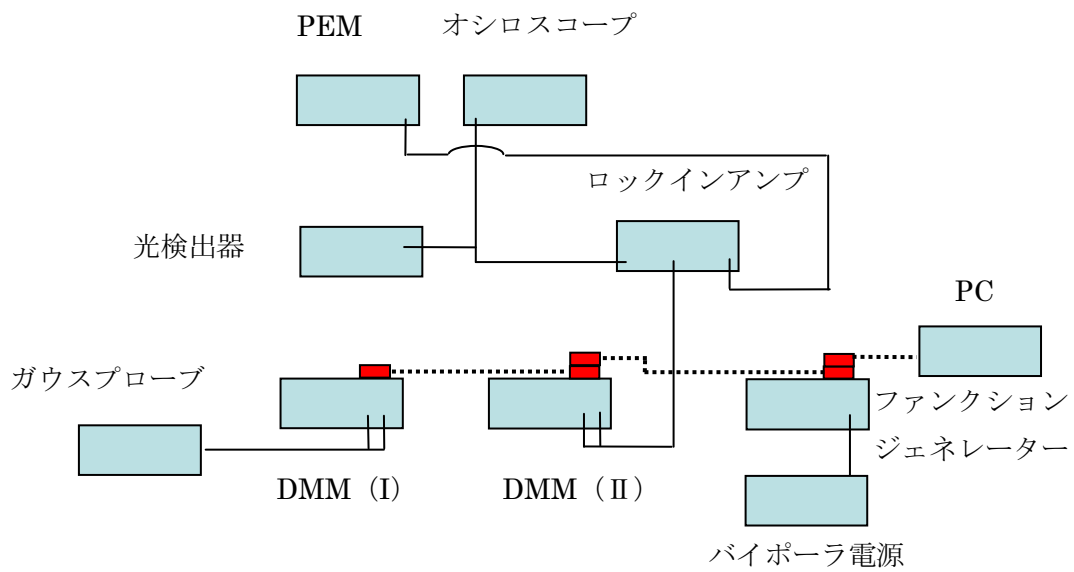 PEM
オシロスコープ
ロックインアンプ
光検出器
PC
ガウスプローブ
ファンクション
ジェネレーター
DMM（I）
DMM（Ⅱ）
バイポーラ電源